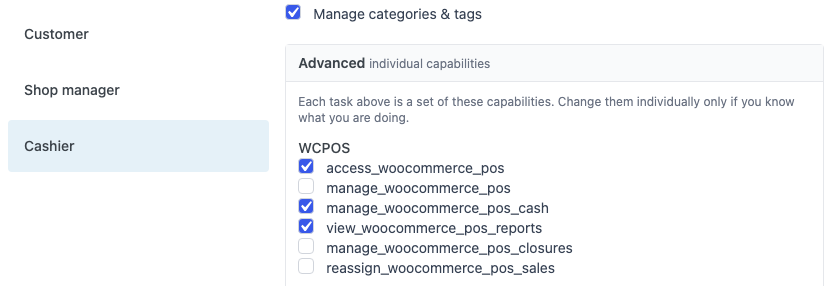 Manage categories & tags
Customer
Shop manager
Cashier
Advanced individual capabilities
Each task above is a set of these capabilities. Change them individually only if you know
what you are doing.
WCPOS
access_woocommerce_pos
manage_woocommerce_pos
manage_woocommerce_pos_cash
view_woocommerce_pos_reports
manage_woocommerce_pos_closures
reassign_woocommerce_pos_sales